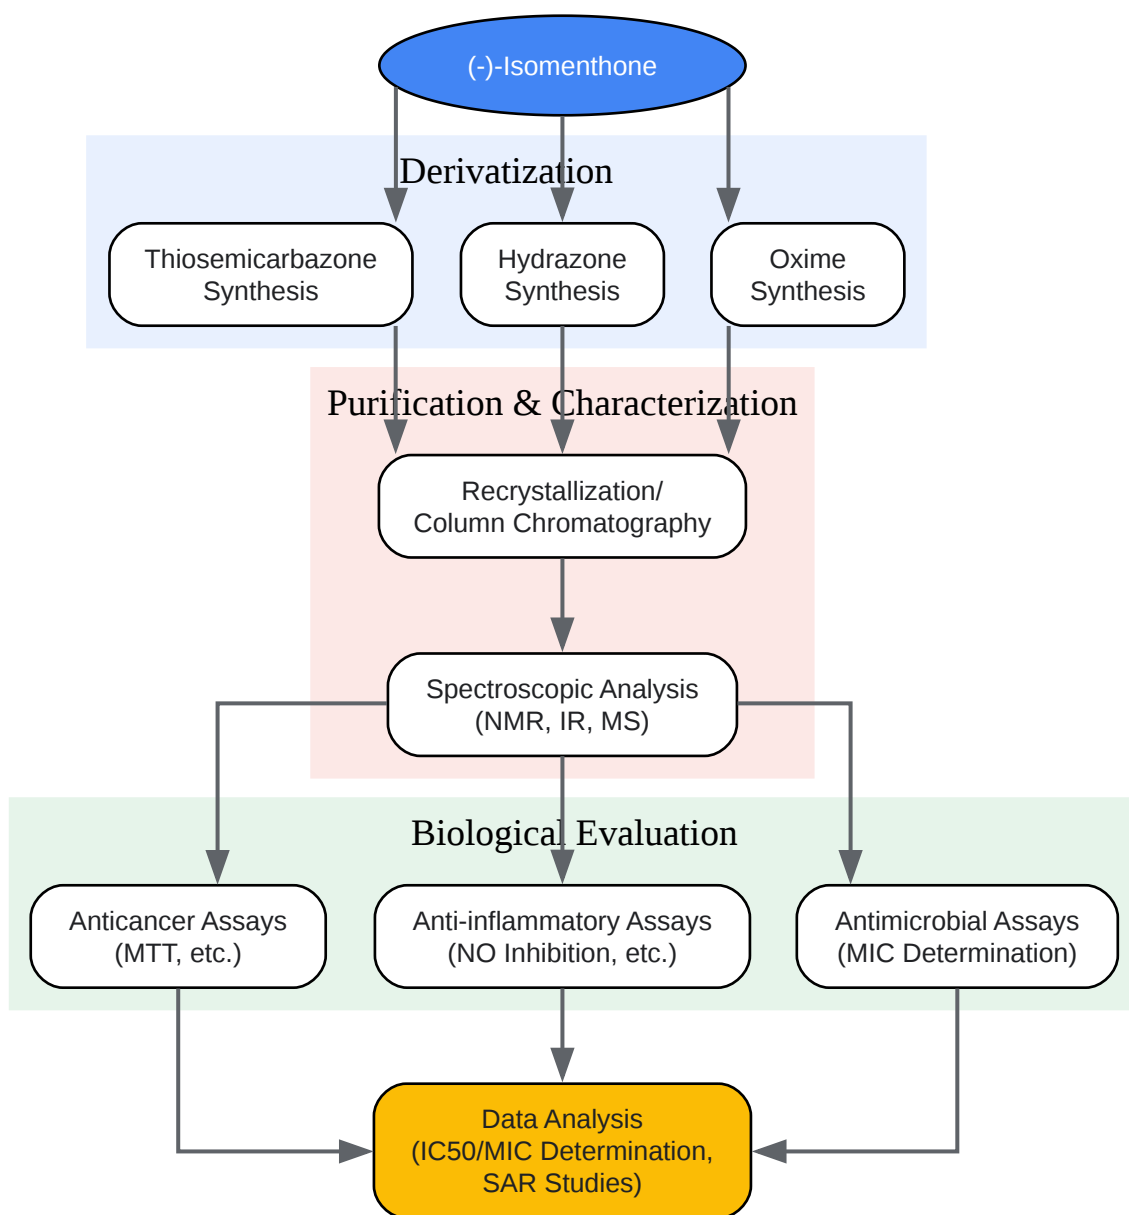 (-)-Isomenthone
Derivatization
Thiosemicarbazone
Synthesis
Hydrazone
Synthesis
Oxime
Synthesis
Purification & Characterization
Recrystallization/
Column Chromatography
Spectroscopic Analysis
(NMR, IR, MS)
Biological Evaluation
Anticancer Assays
(MTT, etc.)
Anti-inflammatory Assays
(NO Inhibition, etc.)
Antimicrobial Assays
(MIC Determination)
Data Analysis
(IC50/MIC Determination,
SAR Studies)